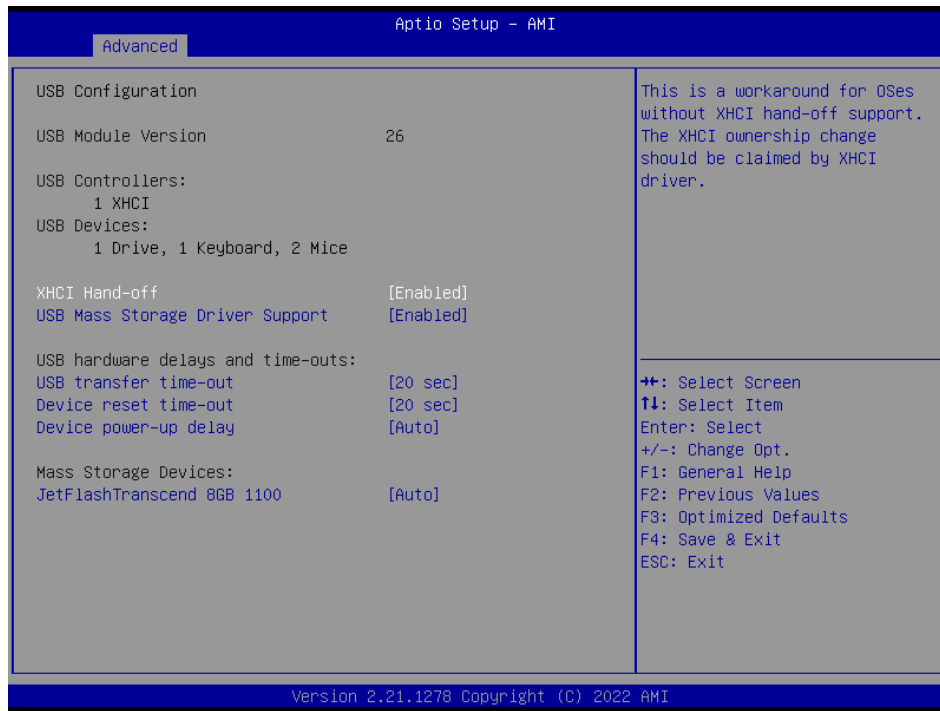 Aptio Setup – AMI
Advanced
USB Configuration
USB Module Version 26
USB Controllers:
1 XHCI
USB Devices:
1 Drive, 1 Keyboard, 2 Mice
XHCI Hand-off [Enabled]
USB Mass Storage Driver Support [Enabled]
USB hardware delays and time-outs:
USB transfer time-out [20 sec]
Device reset time-out [20 sec]
Device power-up delay [Auto]
Mass Storage Devices:
JetFlashTranscend 8GB 1100 [Auto]
This is a workaround for OSes
without XHCI hand-off support.
The XHCI ownership change
should be claimed by XHCI
driver.
→←: Select Screen
↑↓: Select Item
Enter: Select
+/-: Change Opt.
F1: General Help
F2: Previous Values
F3: Optimized Defaults
F4: Save & Exit
ESC: Exit
Version 2.21.1278 Copyright (C) 2022 AMI